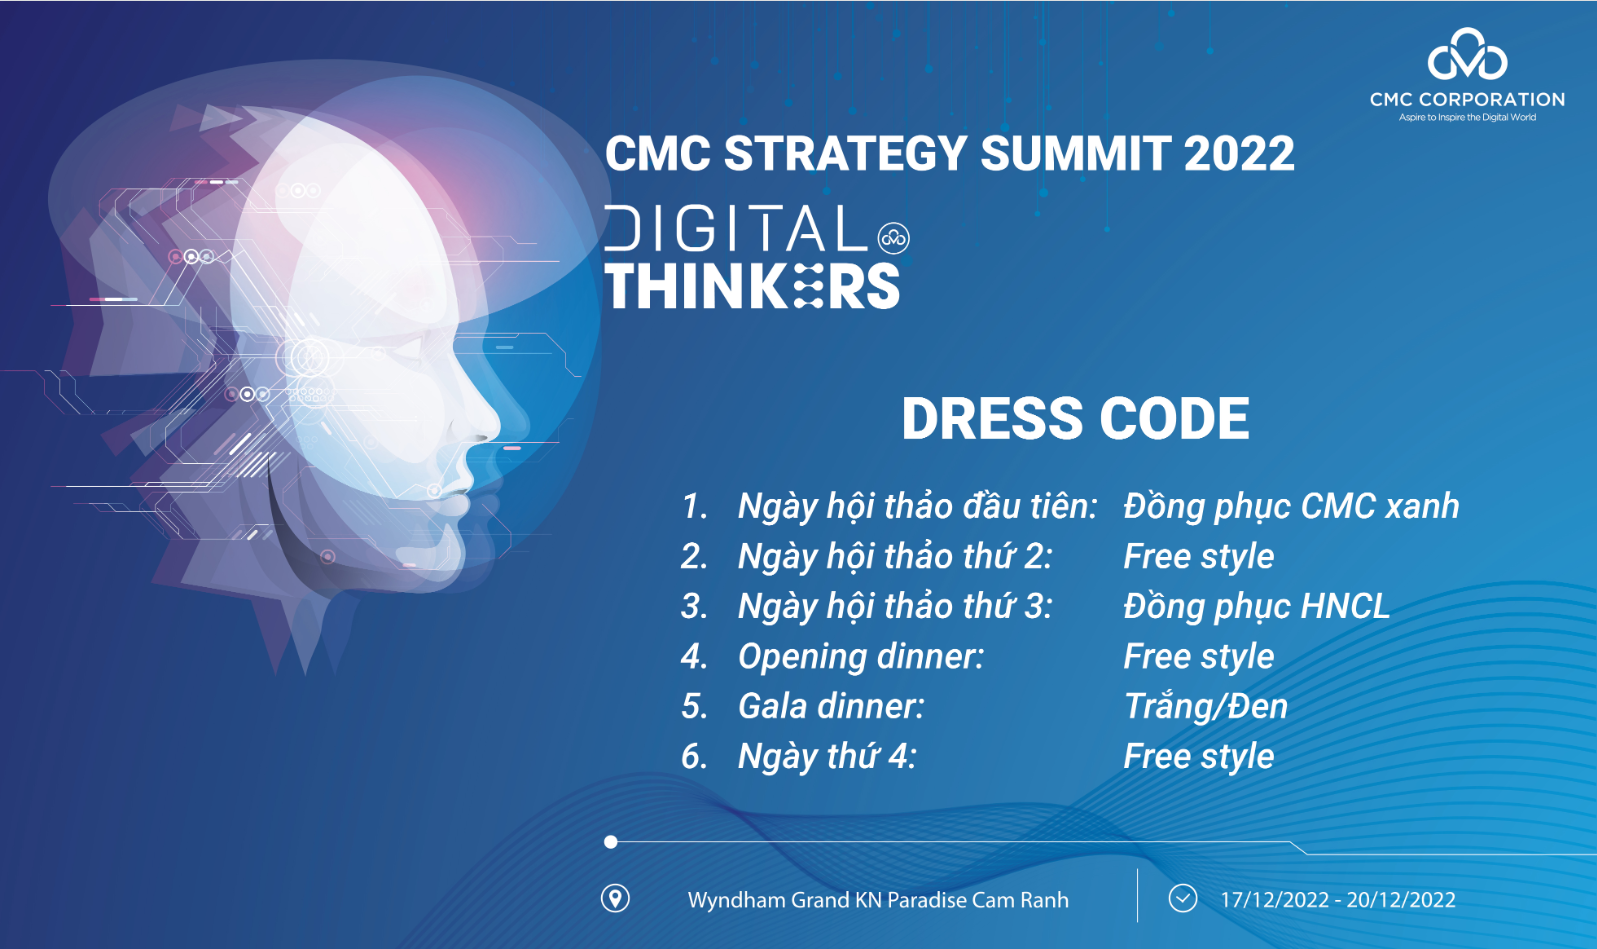 CMC CORPORATION
Aspire to Inspire the Digital World
CMC STRATEGY SUMMIT 2022
DIGITAL
THINKERS
DRESS CODE
1. Ngày hội thảo đầu tiên: Đồng phục CMC xanh
2. Ngày hội thảo thứ 2: Free style
3. Ngày hội thảo thứ 3: Đồng phục HNCL
4. Opening dinner: Free style
5. Gala dinner: Trắng/Đen
6. Ngày thứ 4: Free style
Wyndham Grand KN Paradise Cam Ranh
17/12/2022 - 20/12/2022